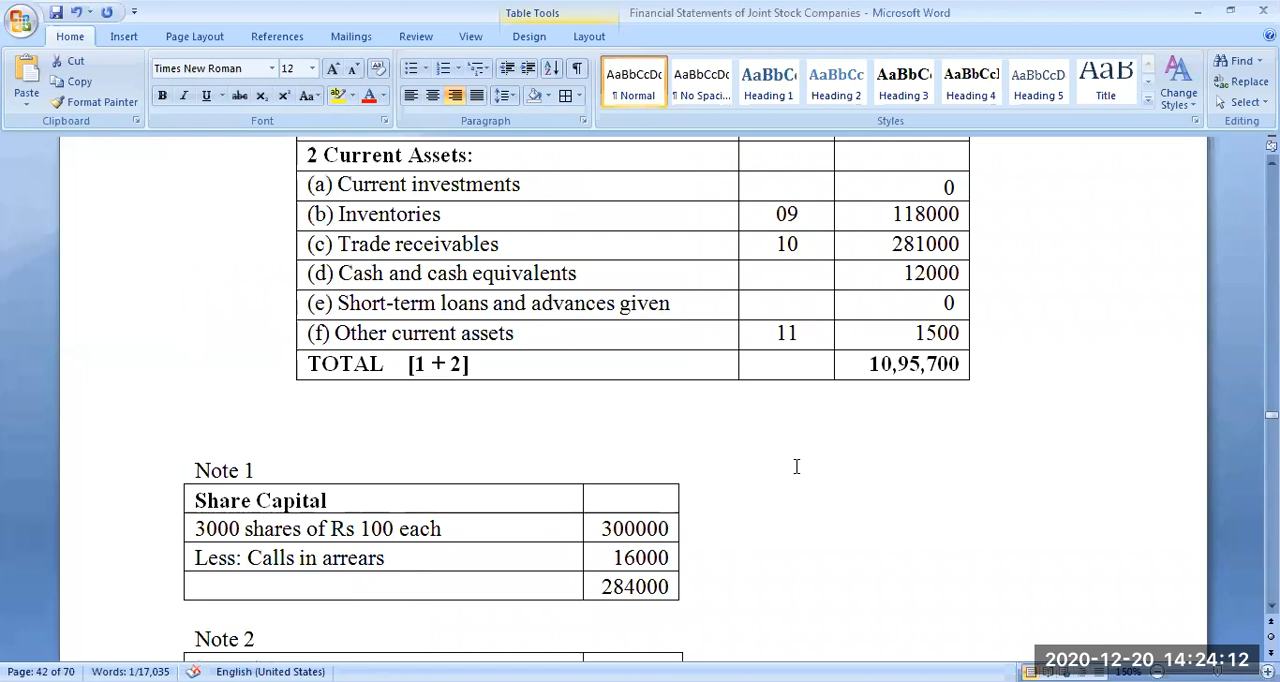 Table Tools
Financial Statements of Joint Stock Companies - Microsoft Word
Home Insert Page Layout References Mailings Review View Design Layout
Paste
Cut
Copy
Format Painter
Clipboard
Times New Roman 12
Font
Paragraph
AaBbCcDc AaBbCcDc AaBbC AaBbCc AaBbC AaBbCcI AaBbCcD AaB
¶ Normal ¶ No Spaci... Heading 1 Heading 2 Heading 3 Heading 4 Heading 5 Title
Change Styles
Styles
Find
Replace
Select
Editing
2 Current Assets:
(a) Current investments 0
(b) Inventories 09 118000
(c) Trade receivables 10 281000
(d) Cash and cash equivalents 12000
(e) Short-term loans and advances given 0
(f) Other current assets 11 1500
TOTAL [1 + 2] 10,95,700
Note 1
Share Capital
3000 shares of Rs 100 each 300000
Less: Calls in arrears 16000
284000
Note 2
Page: 42 of 70 Words: 1/17,035 English (United States) 150%
2020-12-20 14:24:12